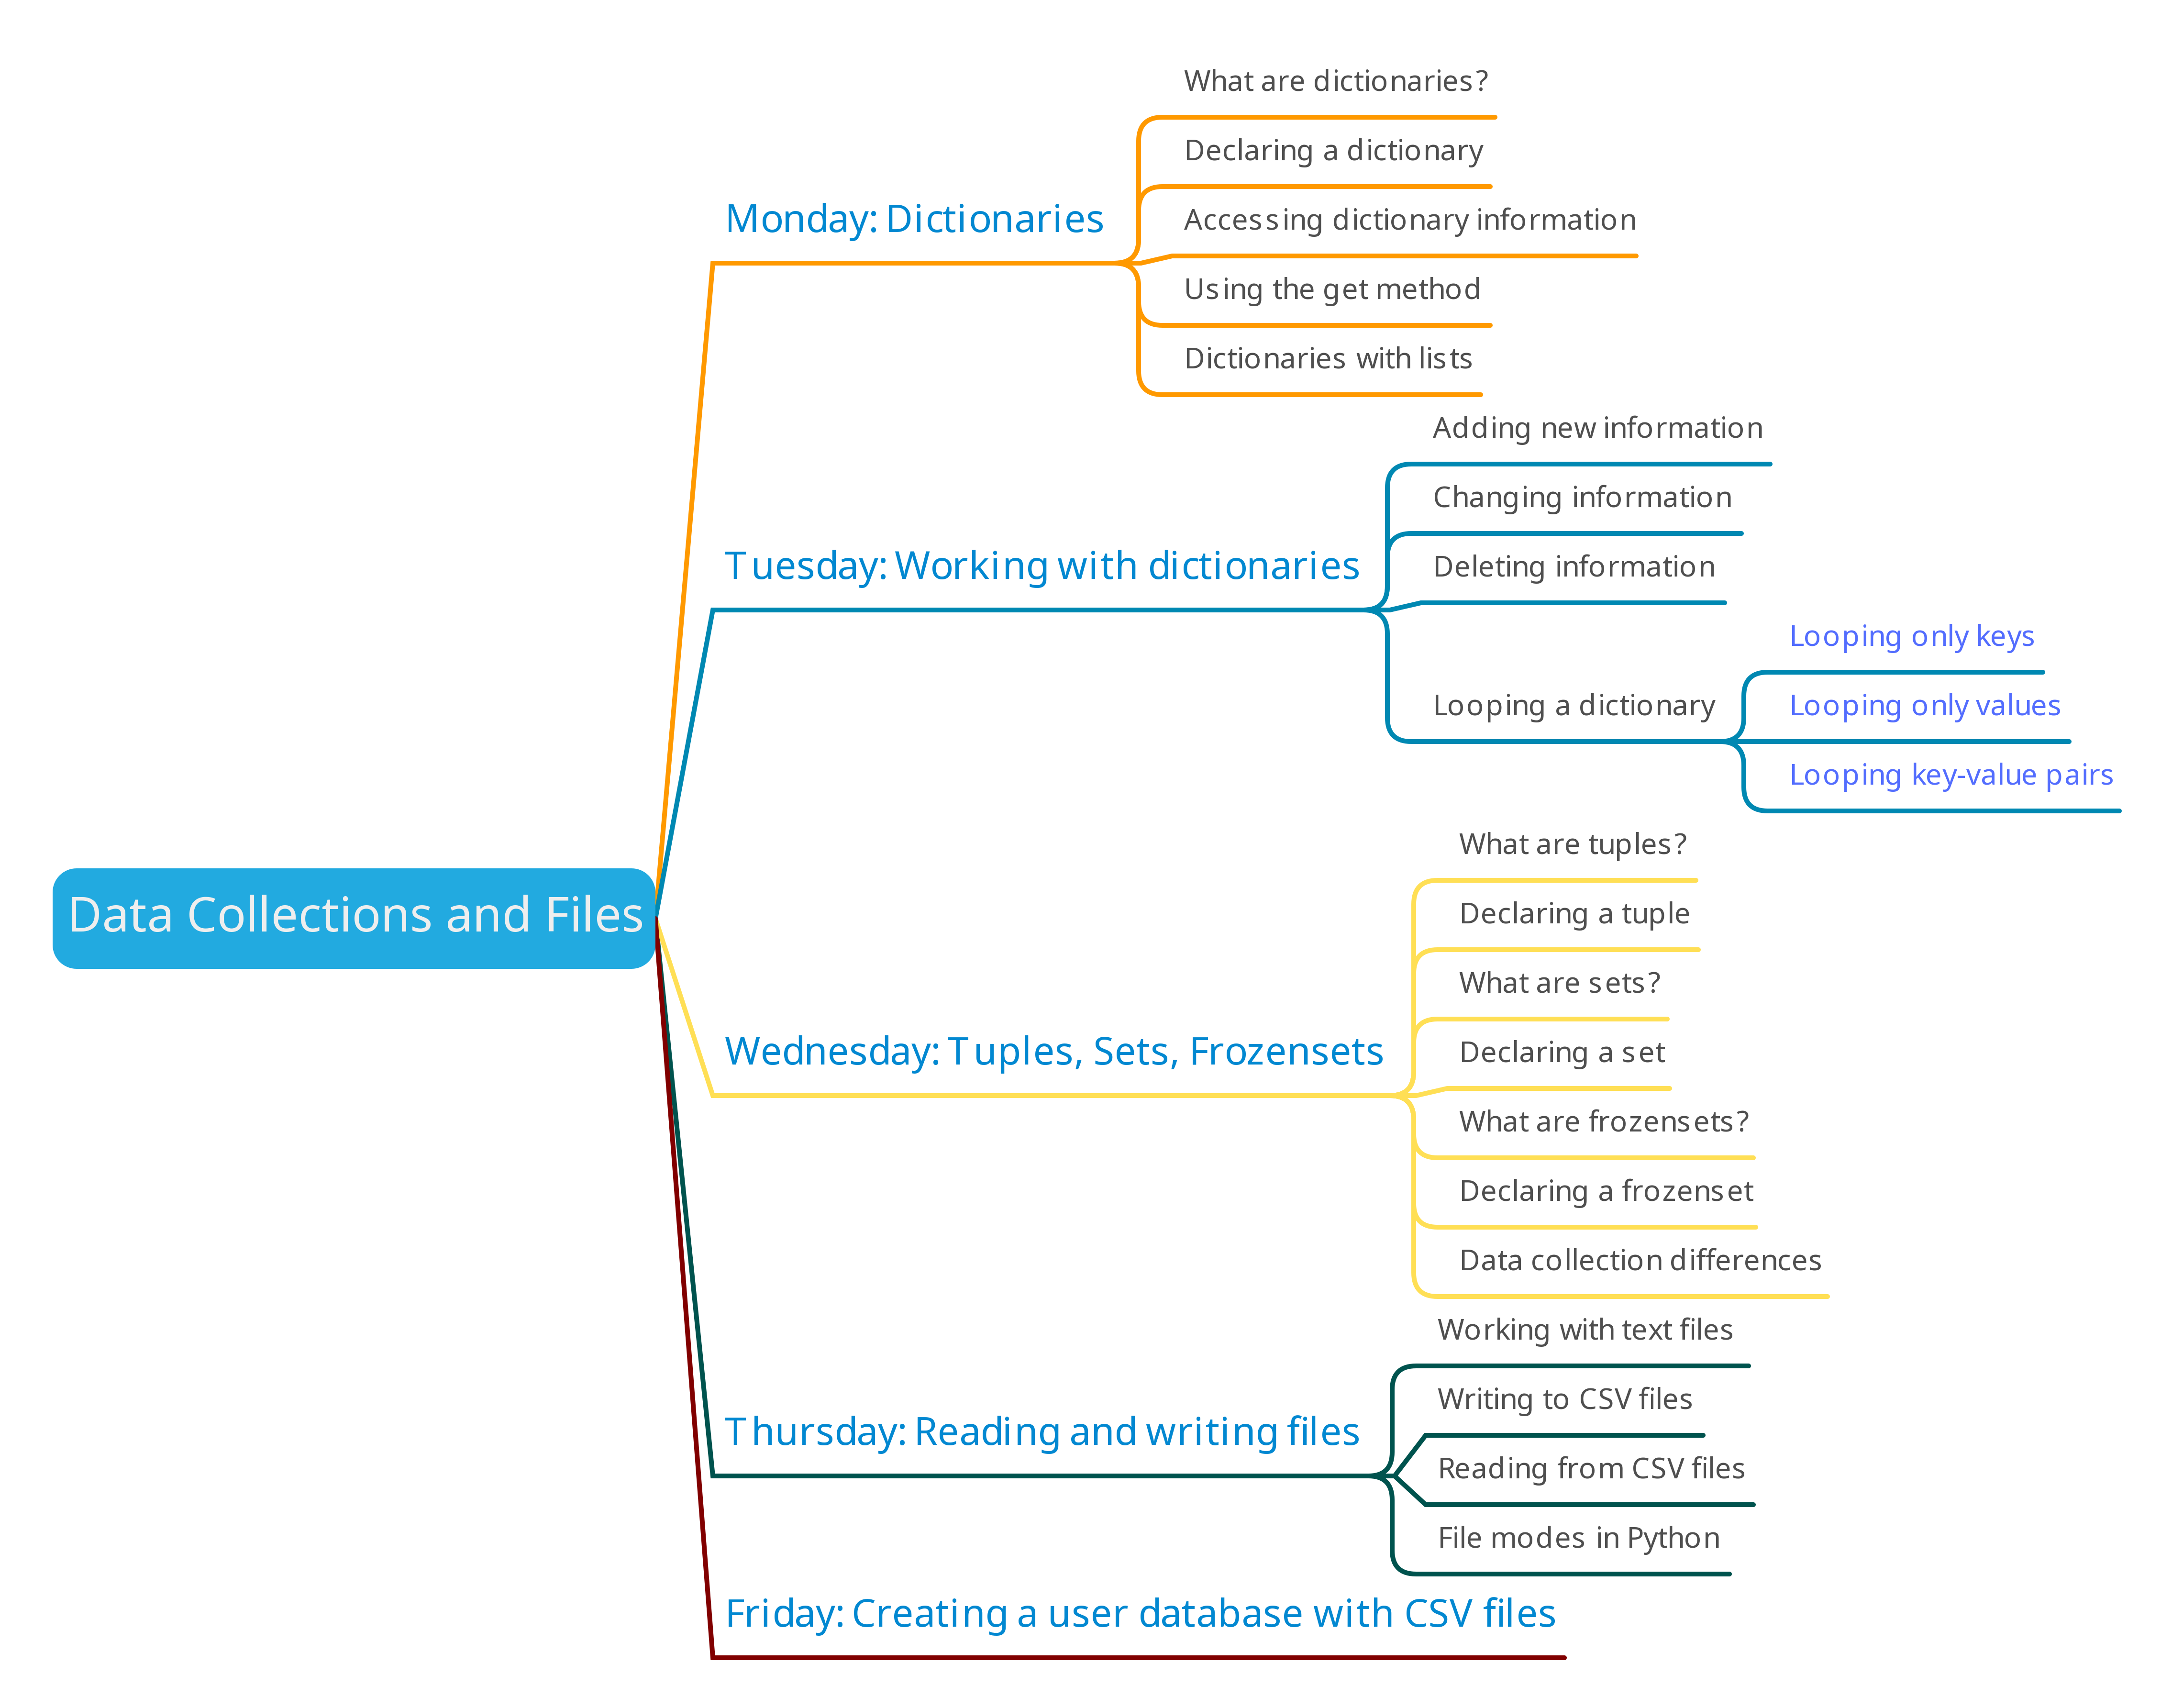 Data Collections and Files
Monday: Dictionaries
What are dictionaries?
Declaring a dictionary
Accessing dictionary information
Using the get method
Dictionaries with lists
Tuesday: Working with dictionaries
Adding new information
Changing information
Deleting information
Looping a dictionary
Looping only keys
Looping only values
Looping key-value pairs
Wednesday: Tuples, Sets, Frozensets
What are tuples?
Declaring a tuple
What are sets?
Declaring a set
What are frozensets?
Declaring a frozenset
Data collection differences
Thursday: Reading and writing files
Working with text files
Writing to CSV files
Reading from CSV files
File modes in Python
Friday: Creating a user database with CSV files